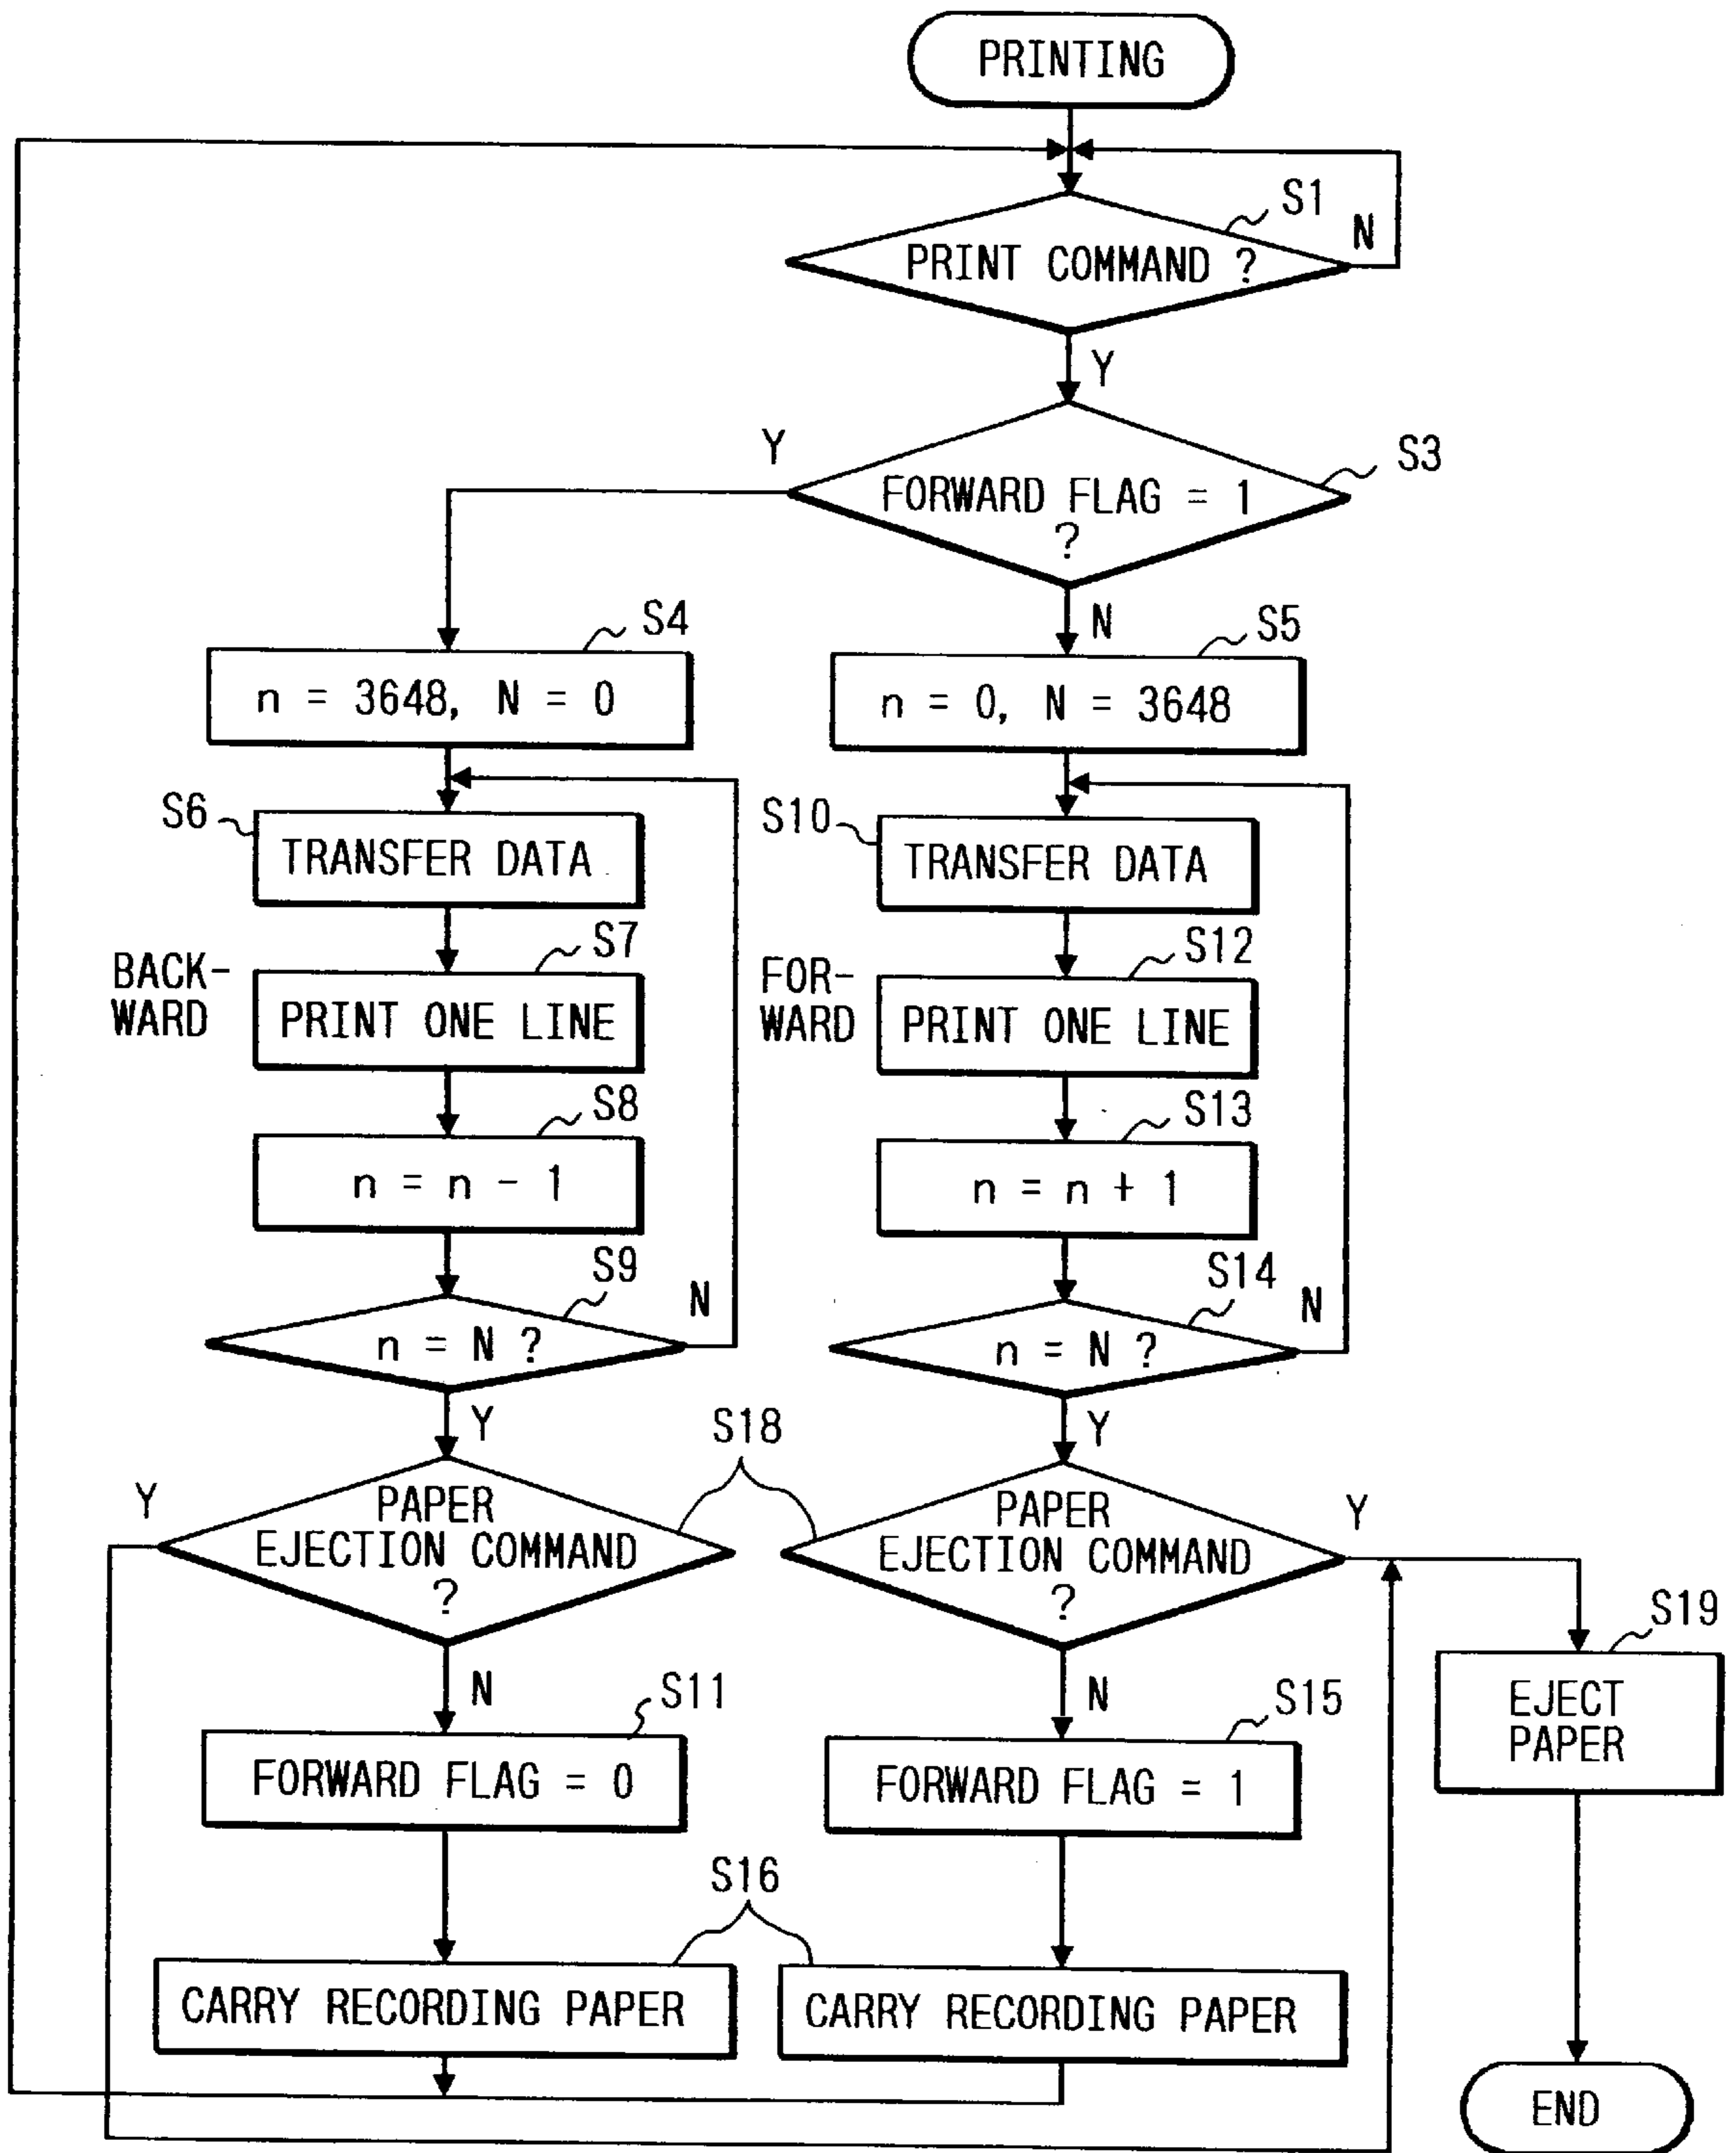 PRINTING
S1
N
PRINT COMMAND ?
Y
Y
S3
FORWARD FLAG = 1
?
N
S4
n = 3648, N = 0
S5
n = 0, N = 3648
S6
TRANSFER DATA
S10
TRANSFER DATA
BACK-
WARD
S7
PRINT ONE LINE
FOR-
WARD
S12
PRINT ONE LINE
S8
n = n - 1
S13
n = n + 1
S9
N
n = N ?
S14
N
n = N ?
Y
Y
S18
Y
PAPER
EJECTION COMMAND
?
PAPER
EJECTION COMMAND
?
Y
N
N
S19
EJECT
PAPER
S11
FORWARD FLAG = 0
S15
FORWARD FLAG = 1
S16
CARRY RECORDING PAPER
CARRY RECORDING PAPER
END